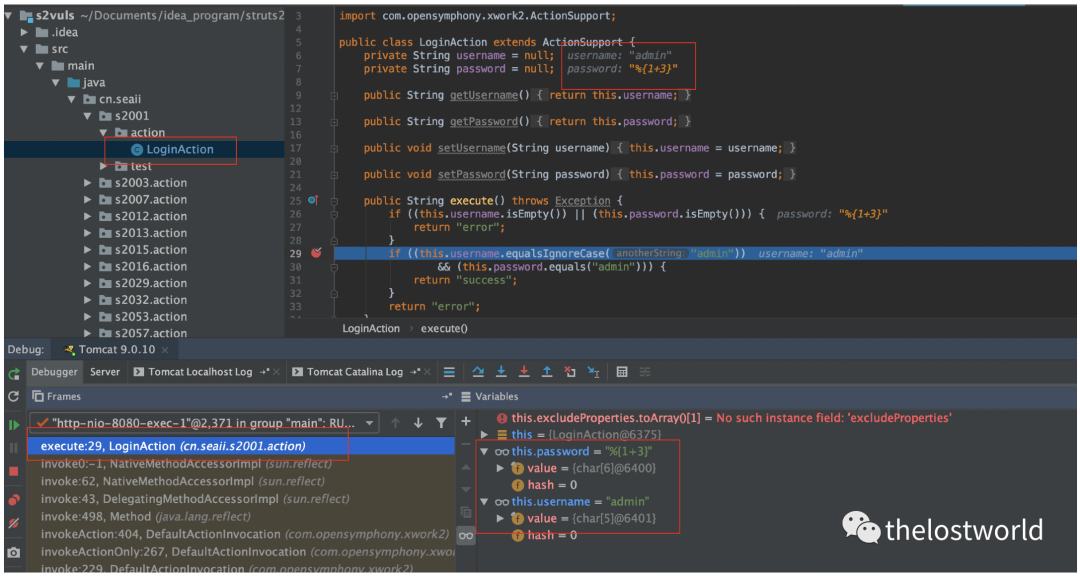 s2vuls ~/Documents/idea_program/struts2
.idea
src
main
java
cn.seaii
s2001
action
LoginAction
test
s2003.action
s2007.action
s2012.action
s2013.action
s2015.action
s2016.action
s2029.action
s2032.action
s2053.action
s2057.action
3 import com.opensymphony.xwork2.ActionSupport;
4
5 public class LoginAction extends ActionSupport {
6 private String username = null; username: "admin"
7 private String password = null; password: "%{1+3}"
8
9 public String getUsername() { return this.username; }
12
13 public String getPassword() { return this.password; }
16
17 public void setUsername(String username) { this.username = username; }
20
21 public void setPassword(String password) { this.password = password; }
24
25 public String execute() throws Exception {
26 if ((this.username.isEmpty()) || (this.password.isEmpty())) { password: "%{1+3}"
27 return "error";
28 }
29 if ((this.username.equalsIgnoreCase( anotherString: "admin")) username: "admin"
30 && (this.password.equals("admin"))) {
31 return "success";
32 }
33 return "error";
LoginAction › execute()
Debug: Tomcat 9.0.10 ×
Debugger Server Tomcat Localhost Log Tomcat Catalina Log
Frames
"http-nio-8080-exec-1"@2,371 in group "main": RU...
execute:29, LoginAction (cn.seaii.s2001.action)
invoke0:-1, NativeMethodAccessorImpl (sun.reflect)
invoke:62, NativeMethodAccessorImpl (sun.reflect)
invoke:43, DelegatingMethodAccessorImpl (sun.reflect)
invoke:498, Method (java.lang.reflect)
invokeAction:404, DefaultActionInvocation (com.opensymphony.xwork2)
invokeActionOnly:267, DefaultActionInvocation (com.opensymphony.xwo
invoke:229, DefaultActionInvocation (com.opensymphony.xwork2)
Variables
this.excludeProperties.toArray()[1] = No such instance field: 'excludeProperties'
this = {LoginAction@6375}
this.password = "%{1+3}"
value = {char[6]@6400}
hash = 0
this.username = "admin"
value = {char[5]@6401}
hash = 0
thelostworld